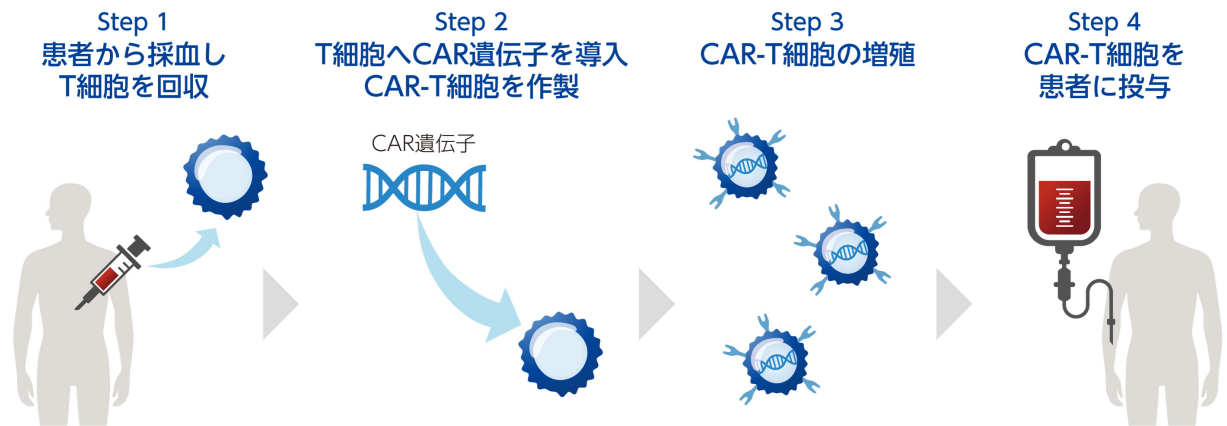 Step 1
患者から採血し
T細胞を回収
Step 2
T細胞へCAR遺伝子を導入
CAR-T細胞を作製
CAR遺伝子
Step 3
CAR-T細胞の増殖
Step 4
CAR-T細胞を
患者に投与